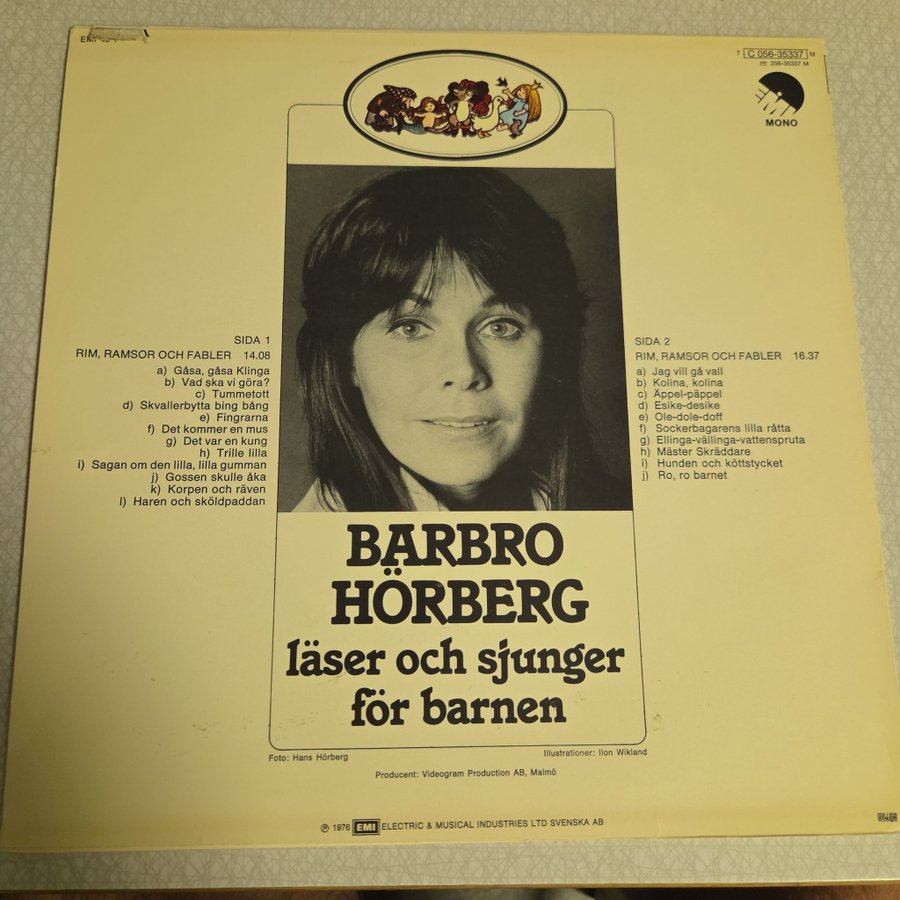 7 C 056-35337 M
EMI 256-35337 M
EMI
MONO
SIDA 1
RIM, RAMSOR OCH FABLER 14.08
a) Gåsa, gåsa Klinga
b) Vad ska vi göra?
c) Tummetott
d) Skvallerbytta bing bång
e) Fingrarna
f) Det kommer en mus
g) Det var en kung
h) Trille lilla
i) Sagan om den lilla, lilla gumman
j) Gossen skulle åka
k) Korpen och räven
l) Haren och sköldpaddan
SIDA 2
RIM, RAMSOR OCH FABLER 16.37
a) Jag vill gå vall
b) Kolina, kolina
c) Äppel-päppel
d) Esike-desike
e) Ole-dole-doff
f) Sockerbagarens lilla råtta
g) Ellinga-vällinga-vattenspruta
h) Mäster Skräddare
i) Hunden och köttstycket
j) Ro, ro barnet
BARBRO
HÖRBERG
läser och sjunger
för barnen
Foto: Hans Hörberg
Illustrationer: Ilon Wikland
Producent: Videogram Production AB, Malmö
℗ 1976 EMI ELECTRIC & MUSICAL INDUSTRIES LTD SVENSKA AB